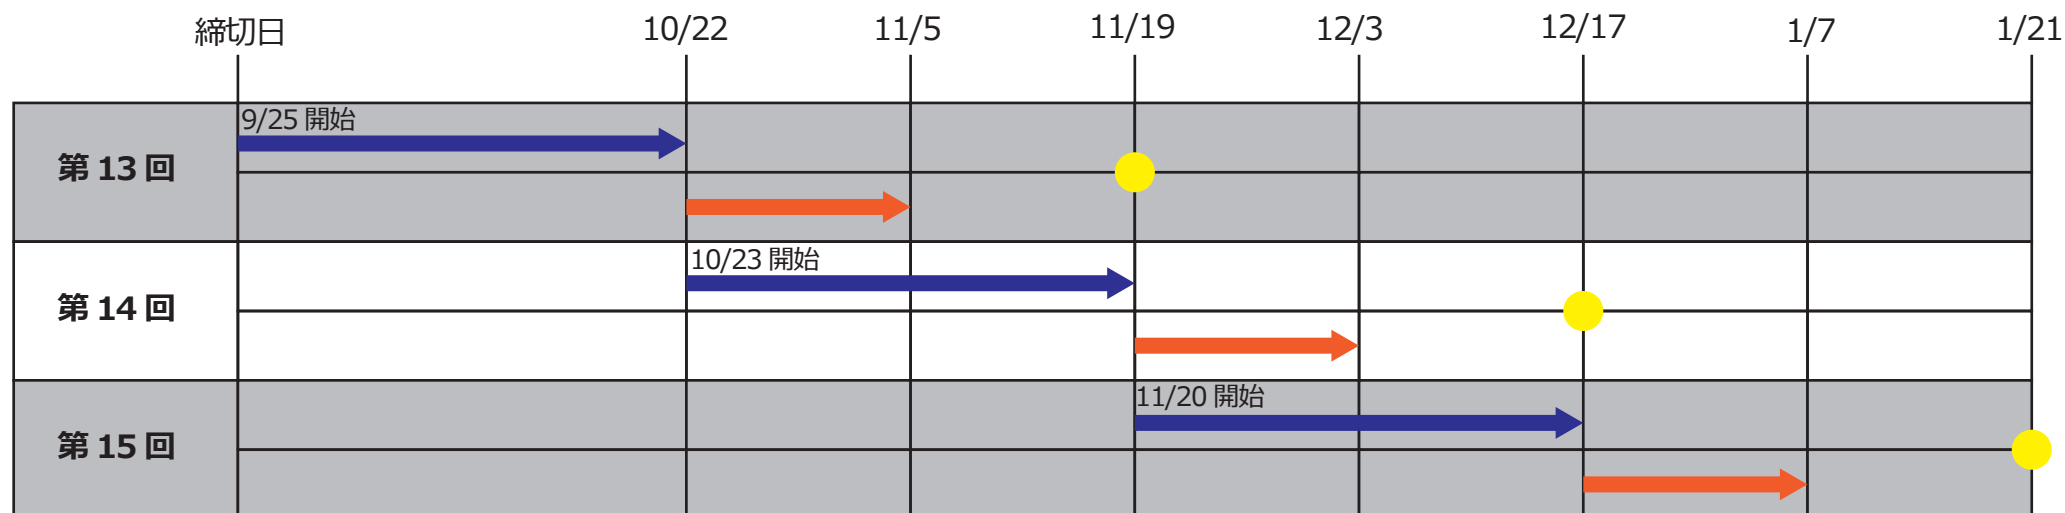 締切日 10/22 11/5 11/19 12/3 12/17 1/7 1/21
9/25 開始
第 13 回
10/23 開始
第 14 回
11/20 開始
第 15 回